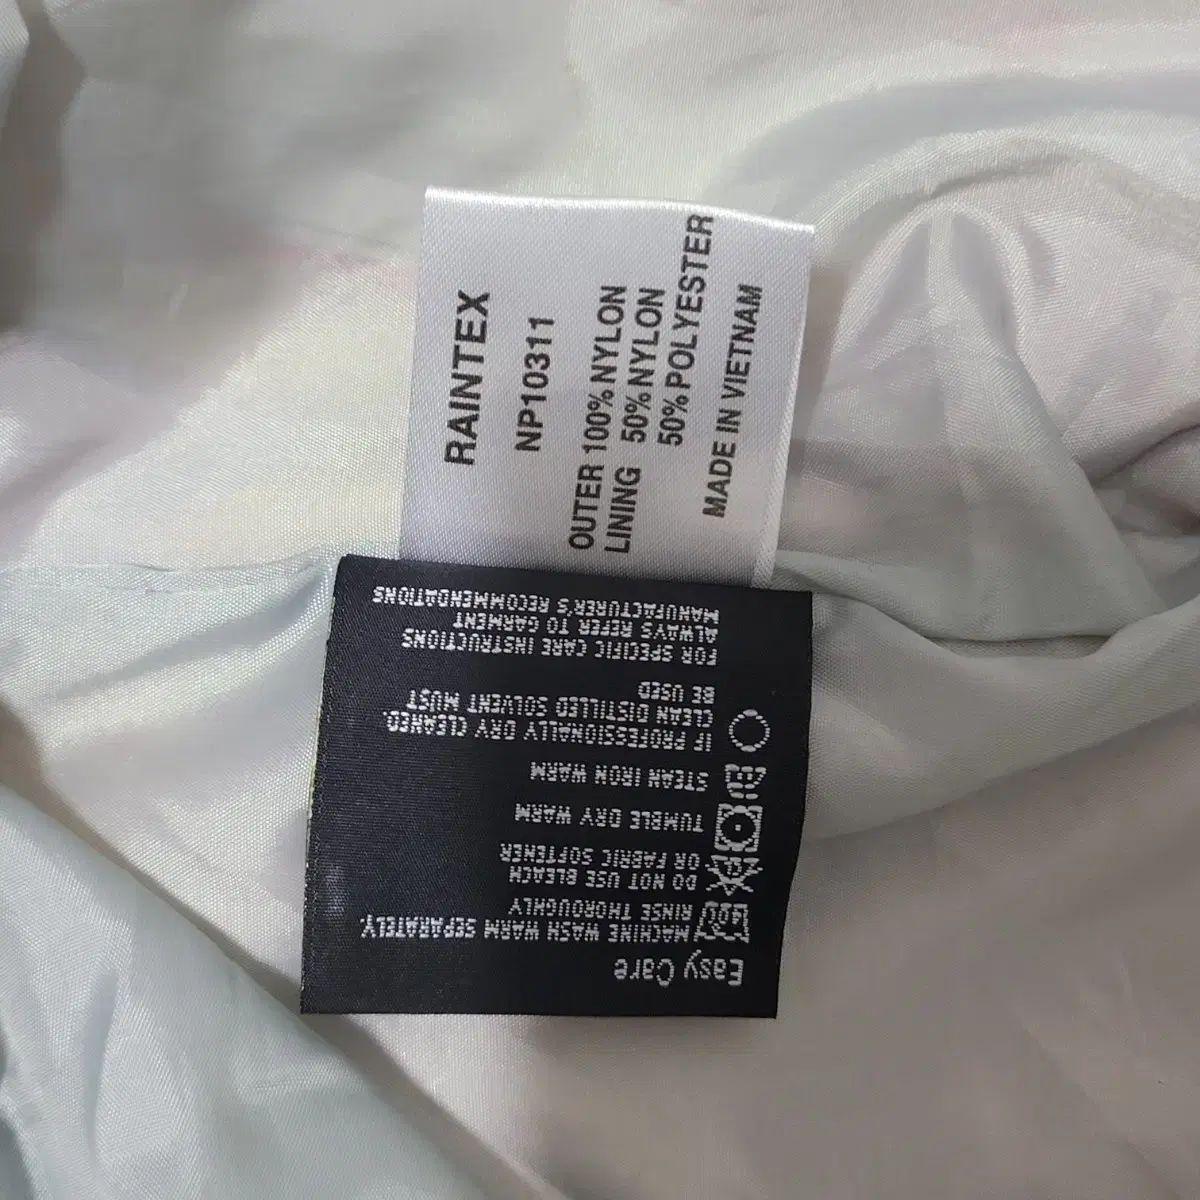 RAINTEX
NP10311
OUTER 100% NYLON
LINING 50% NYLON
50% POLYESTER
MADE IN VIETNAM
Easy Care
MACHINE WASH WARM SEPARATELY.
RINSE THOROUGHLY
DO NOT USE BLEACH
OR FABRIC SOFTENER
TUMBLE DRY WARM
STEAM IRON WARM
IF PROFESSIONALLY DRY CLEANED,
CLEAN DISTILLED SOLVENT MUST
BE USED
FOR SPECIFIC CARE INSTRUCTIONS
ALWAYS REFER TO GARMENT
MANUFACTURER'S RECOMMENDATIONS